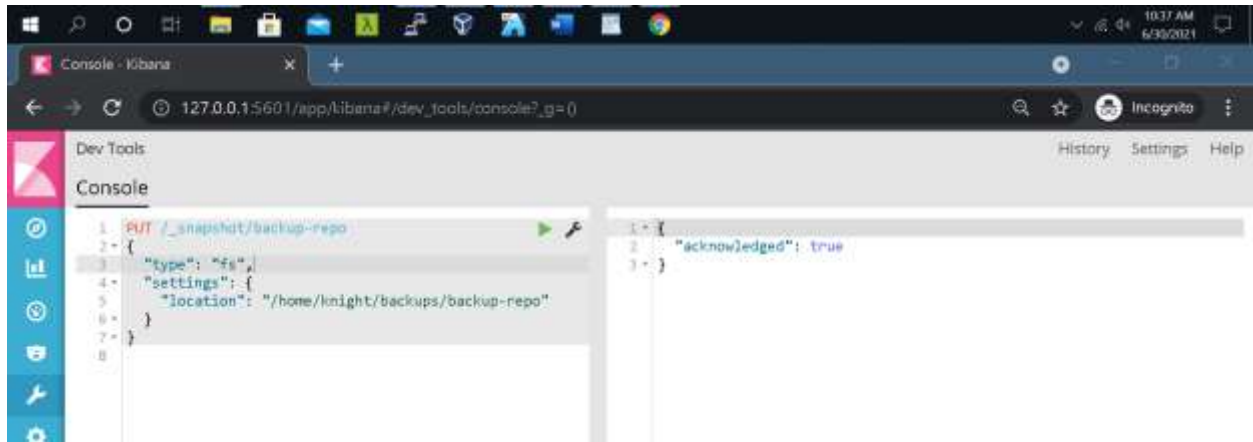 10:37 AM
6/30/2021
Console - Kibana
127.0.0.1:5601/app/kibana#/dev_tools/console?_g=()
Incognito
Dev Tools
History Settings Help
Console
1 PUT /_snapshot/backup-repo
2 {
3 "type": "fs",
4 "settings": {
5 "location": "/home/knight/backups/backup-repo"
6 }
7 }
8
1 {
2 "acknowledged": true
3 }